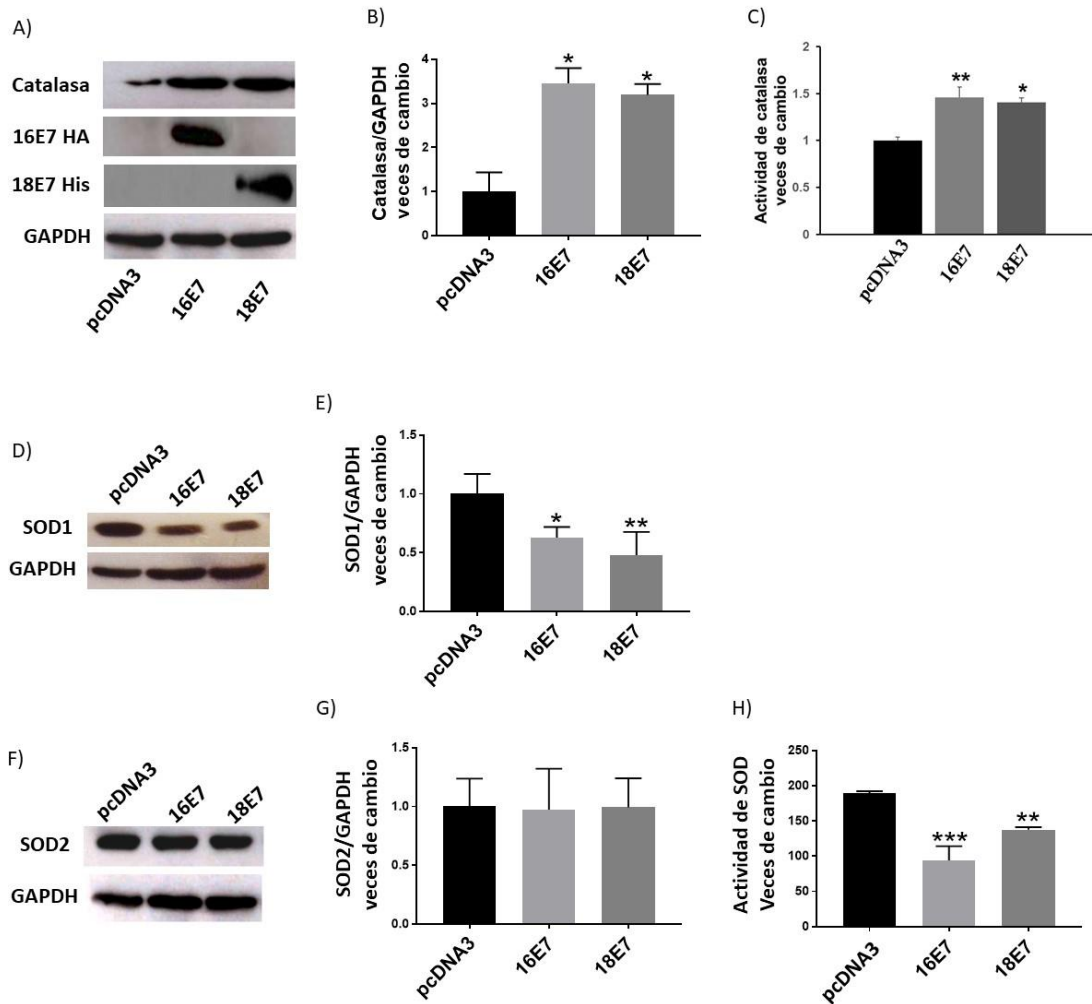 A)
Catalasa
16E7 HA
18E7 His
GAPDH
pcDNA3
16E7
18E7
B)
Catalasa/GAPDH
veces de cambio
4
3
2
1
0
*
*
pcDNA3
16E7
18E7
C)
Actividad de catalasa
veces de cambio
2
1.5
1
0.5
0
**
*
pcDNA3
16E7
18E7
D)
pcDNA3
16E7
18E7
SOD1
GAPDH
E)
SOD1/GAPDH
veces de cambio
1.5
1.0
0.5
0.0
*
**
pcDNA3
16E7
18E7
F)
pcDNA3
16E7
18E7
SOD2
GAPDH
G)
SOD2/GAPDH
veces de cambio
1.5
1.0
0.5
0.0
pcDNA3
16E7
18E7
H)
Actividad de SOD
Veces de cambio
250
200
150
100
50
0
***
**
pcDNA3
16E7
18E7